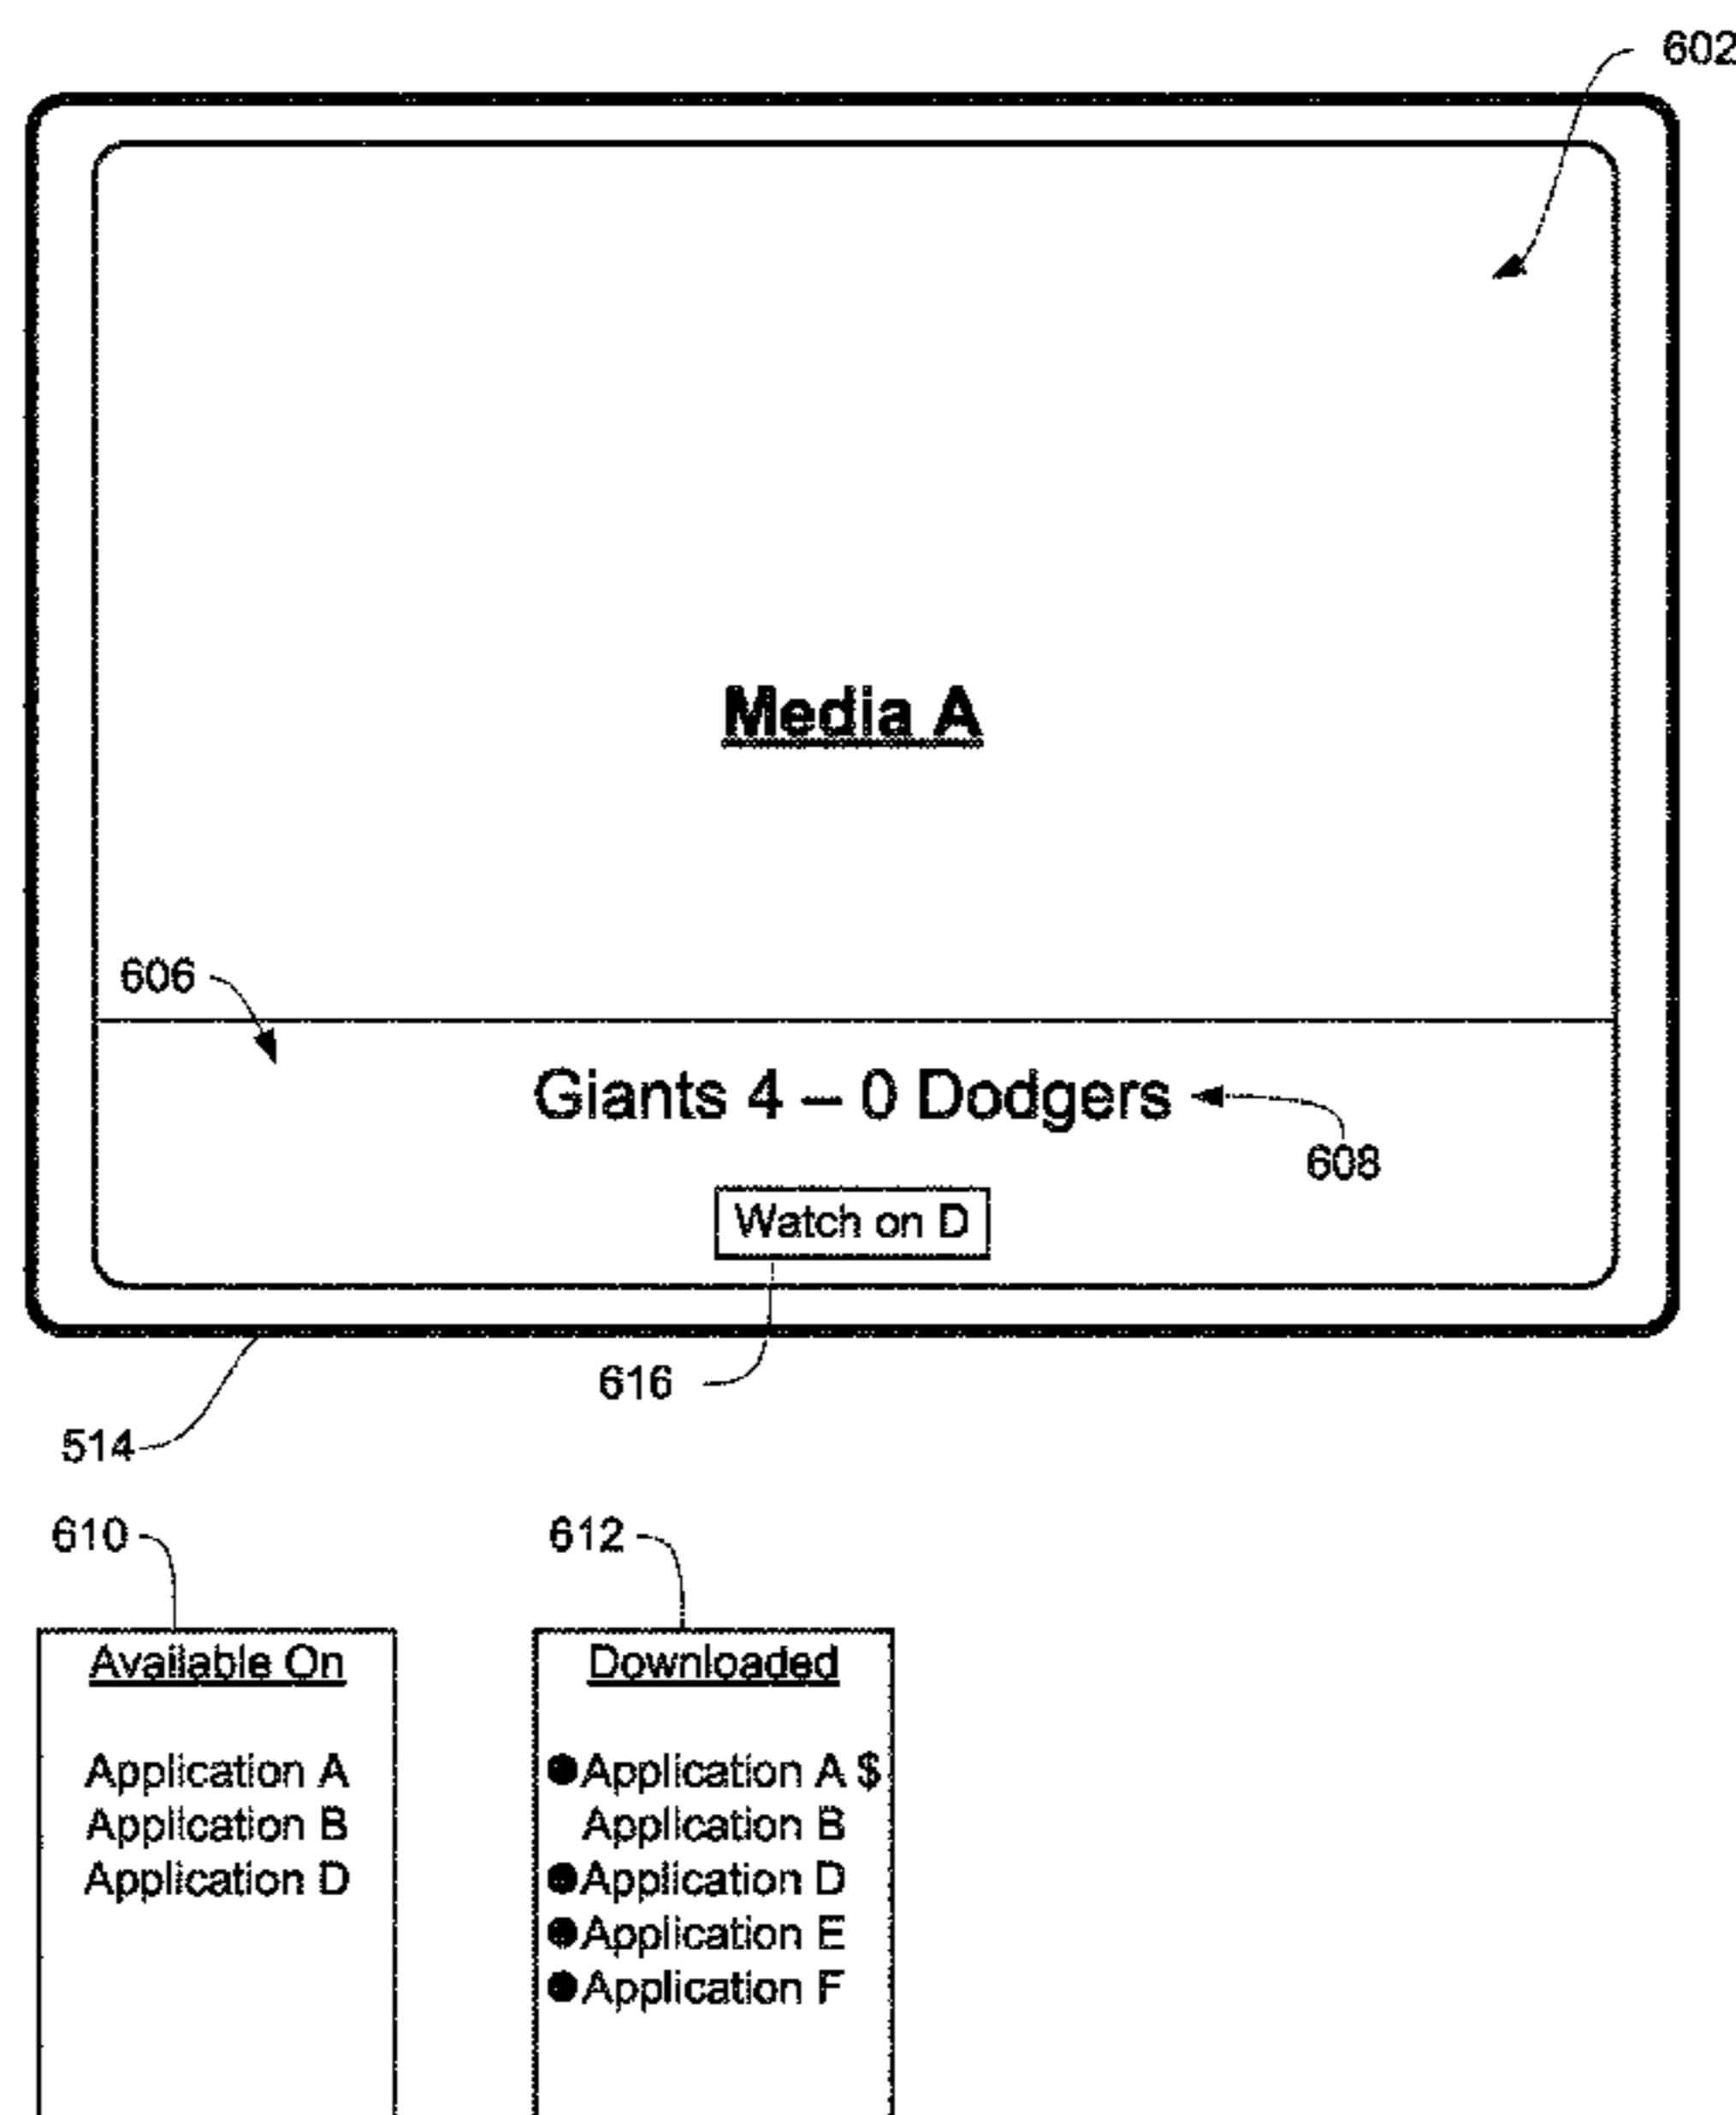 602
Media A
606
Giants 4 – 0 Dodgers
608
Watch on D
616
514
610
612
Available On
Application A
Application B
Application D
Downloaded
●Application A $
Application B
●Application D
●Application E
●Application F